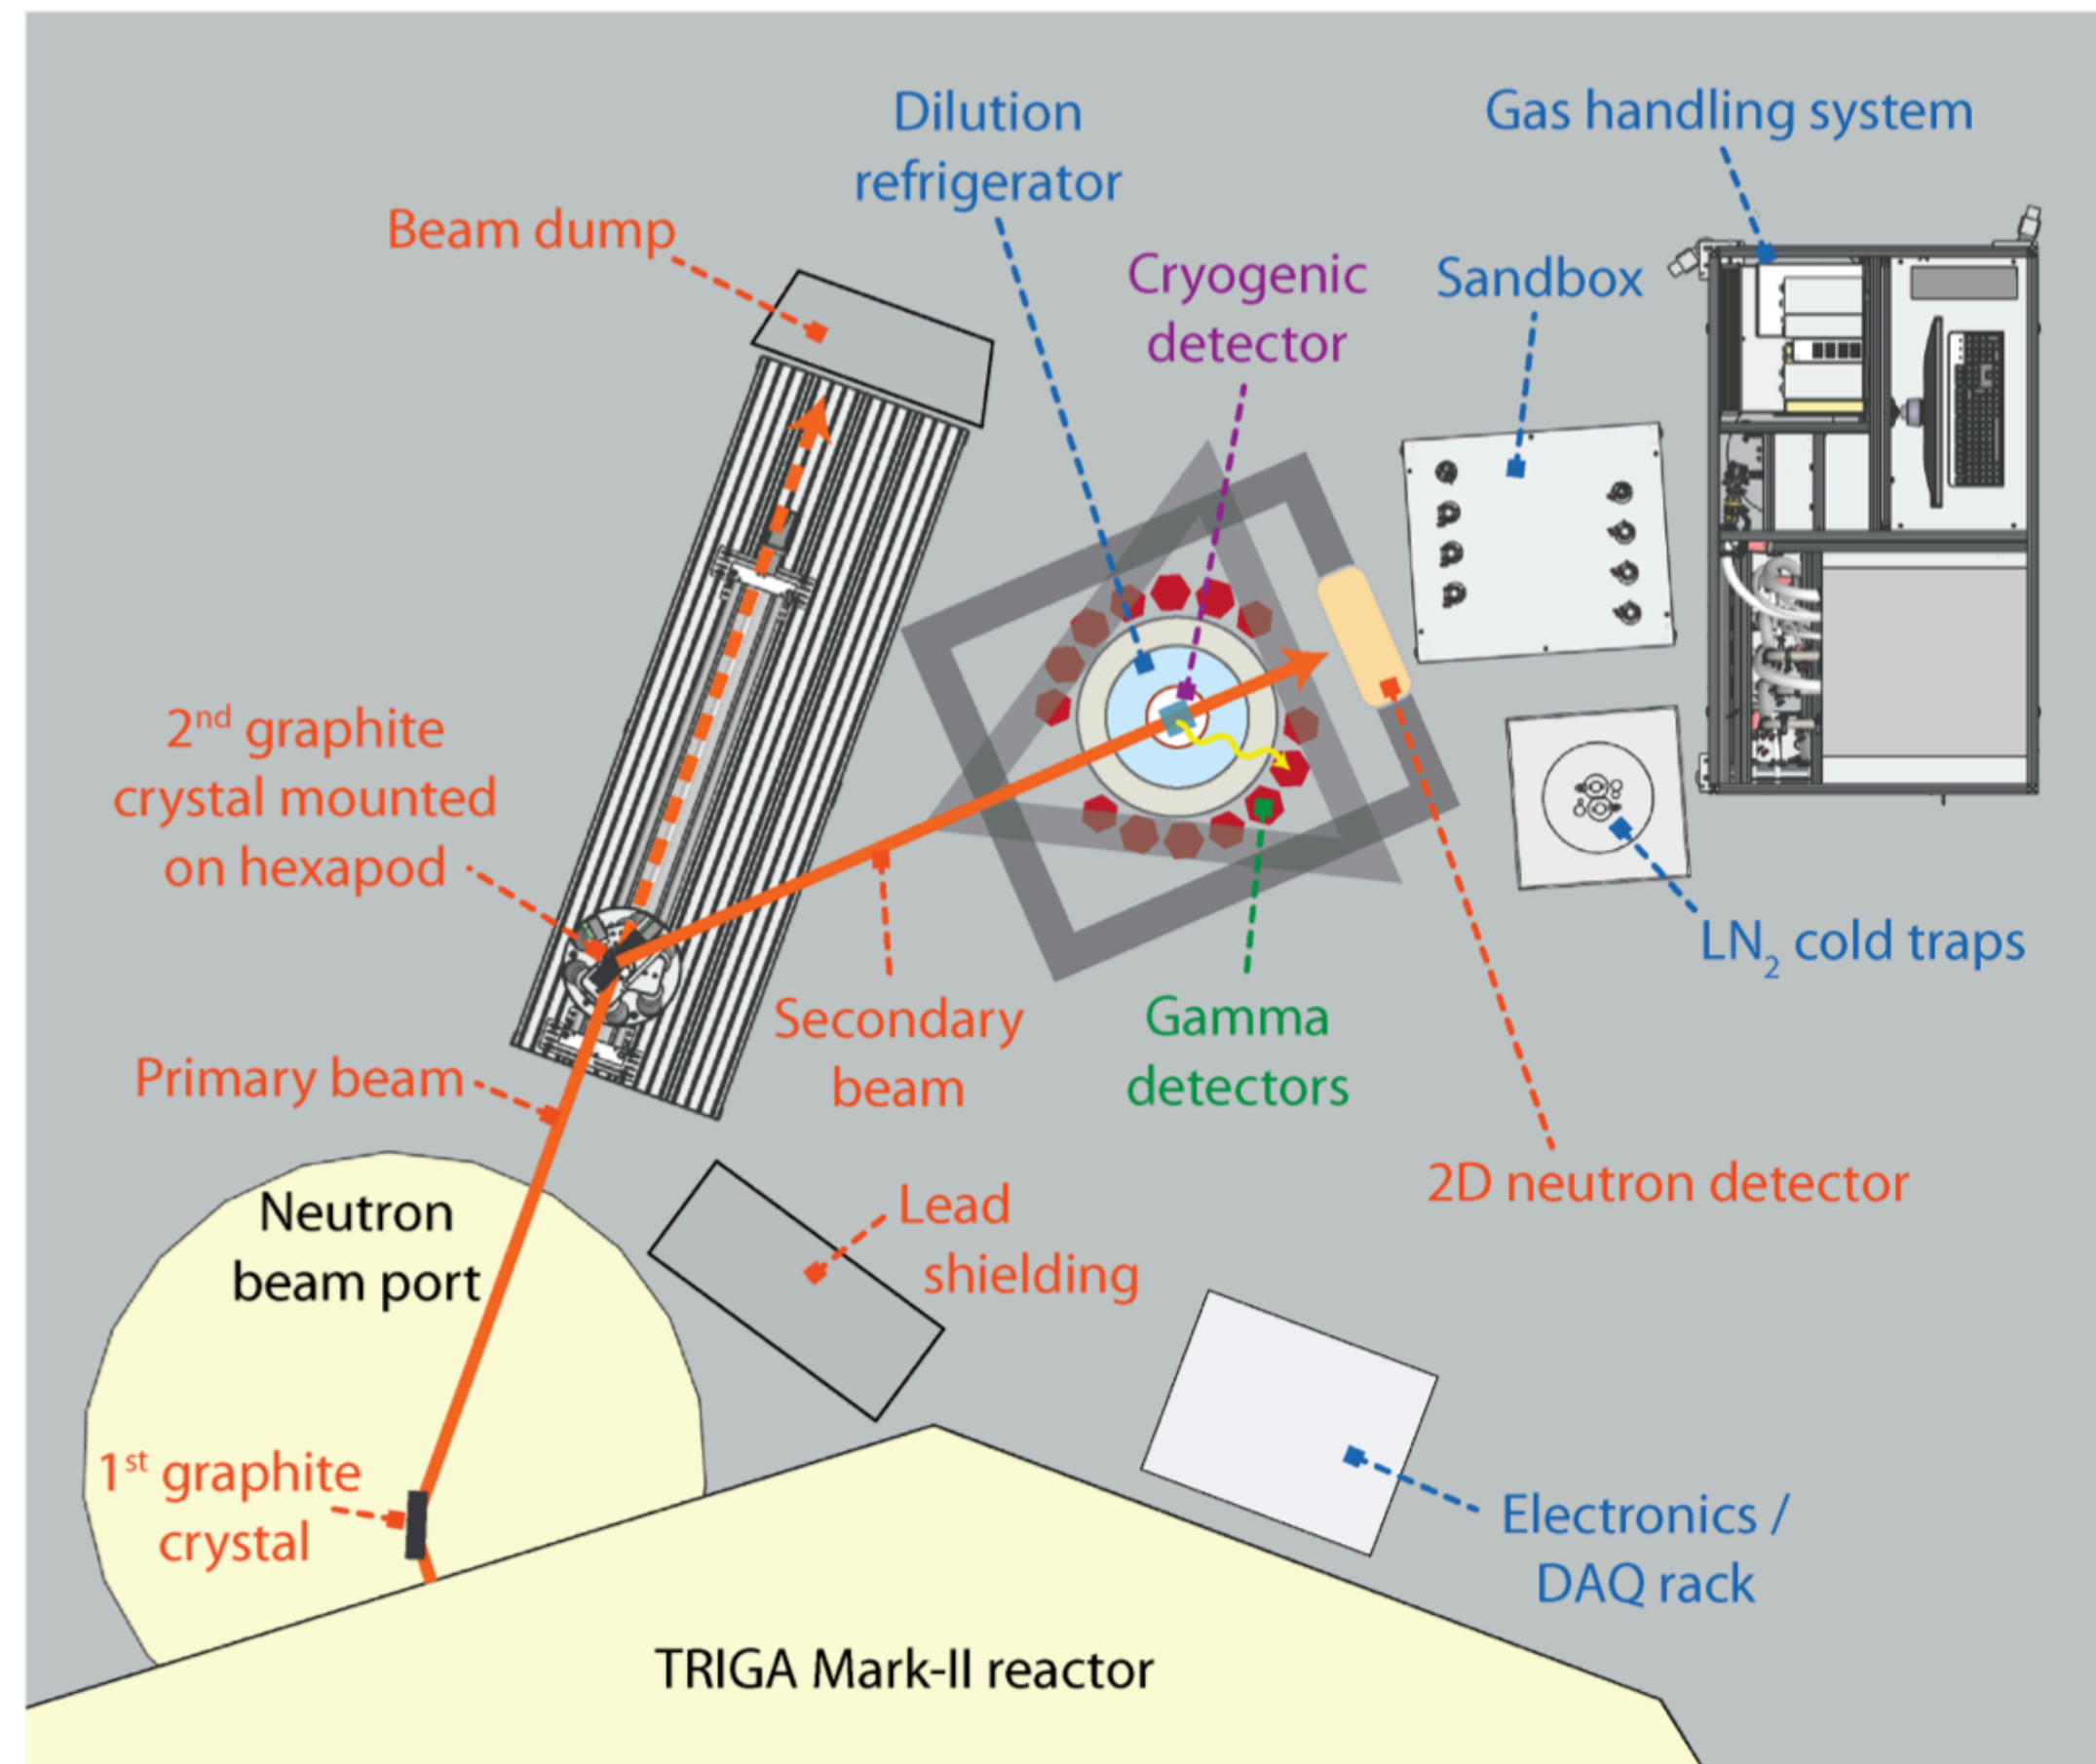 Dilution
refrigerator
Gas handling system
Beam dump
Cryogenic
detector
Sandbox
2nd graphite
crystal mounted
on hexapod
LN2 cold traps
Secondary
beam
Gamma
detectors
Primary beam
2D neutron detector
Neutron
beam port
Lead
shielding
1st graphite
crystal
Electronics /
DAQ rack
TRIGA Mark-II reactor